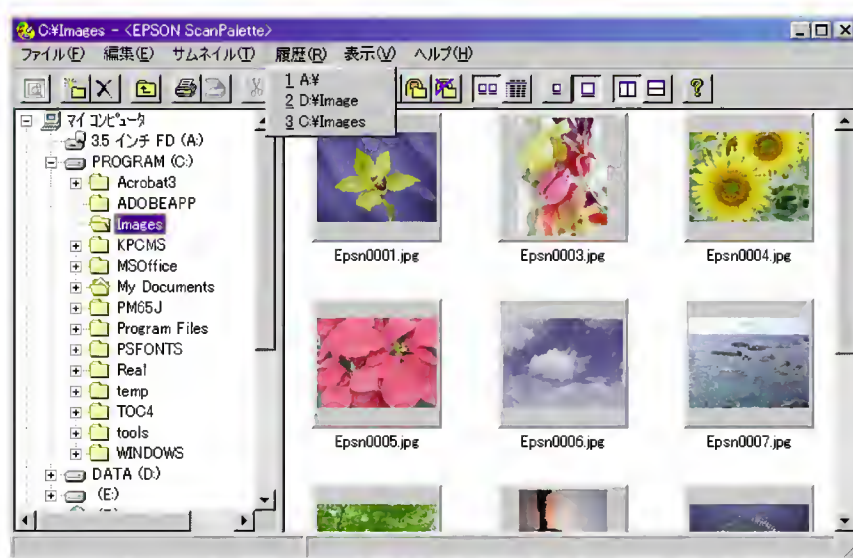 C:¥Images - <EPSON ScanPalette>
ファイル(F) 編集(E) サムネイル(T) 履歴(R) 表示(V) ヘルプ(H)
1 A:¥
2 D:¥Image
3 C:¥Images
マイ コンピュータ
3.5 インチ FD (A:)
PROGRAM (C:)
Acrobat3
ADOBEAPP
Images
KPCMS
MSOffice
My Documents
PM65J
Program Files
PSFONTS
Real
temp
TOC4
tools
WINDOWS
DATA (D:)
(E:)
Epsn0001.jpg
Epsn0003.jpg
Epsn0004.jpg
Epsn0005.jpg
Epsn0006.jpg
Epsn0007.jpg